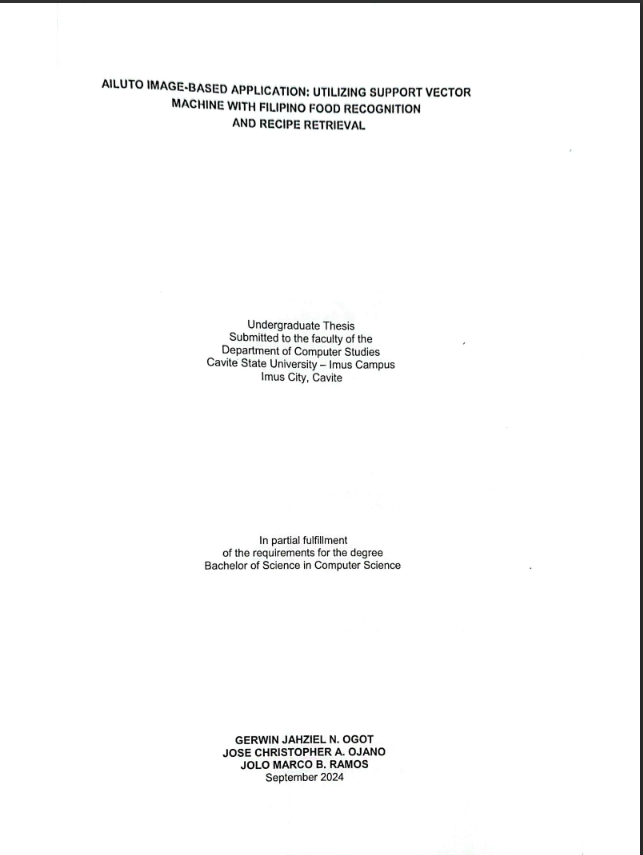 AILUTO IMAGE-BASED APPLICATION: UTILIZING SUPPORT VECTOR
MACHINE WITH FILIPINO FOOD RECOGNITION
AND RECIPE RETRIEVAL
Undergraduate Thesis
Submitted to the faculty of the
Department of Computer Studies
Cavite State University – Imus Campus
Imus City, Cavite
In partial fulfillment
of the requirements for the degree
Bachelor of Science in Computer Science
GERWIN JAHZIEL N. OGOT
JOSE CHRISTOPHER A. OJANO
JOLO MARCO B. RAMOS
September 2024